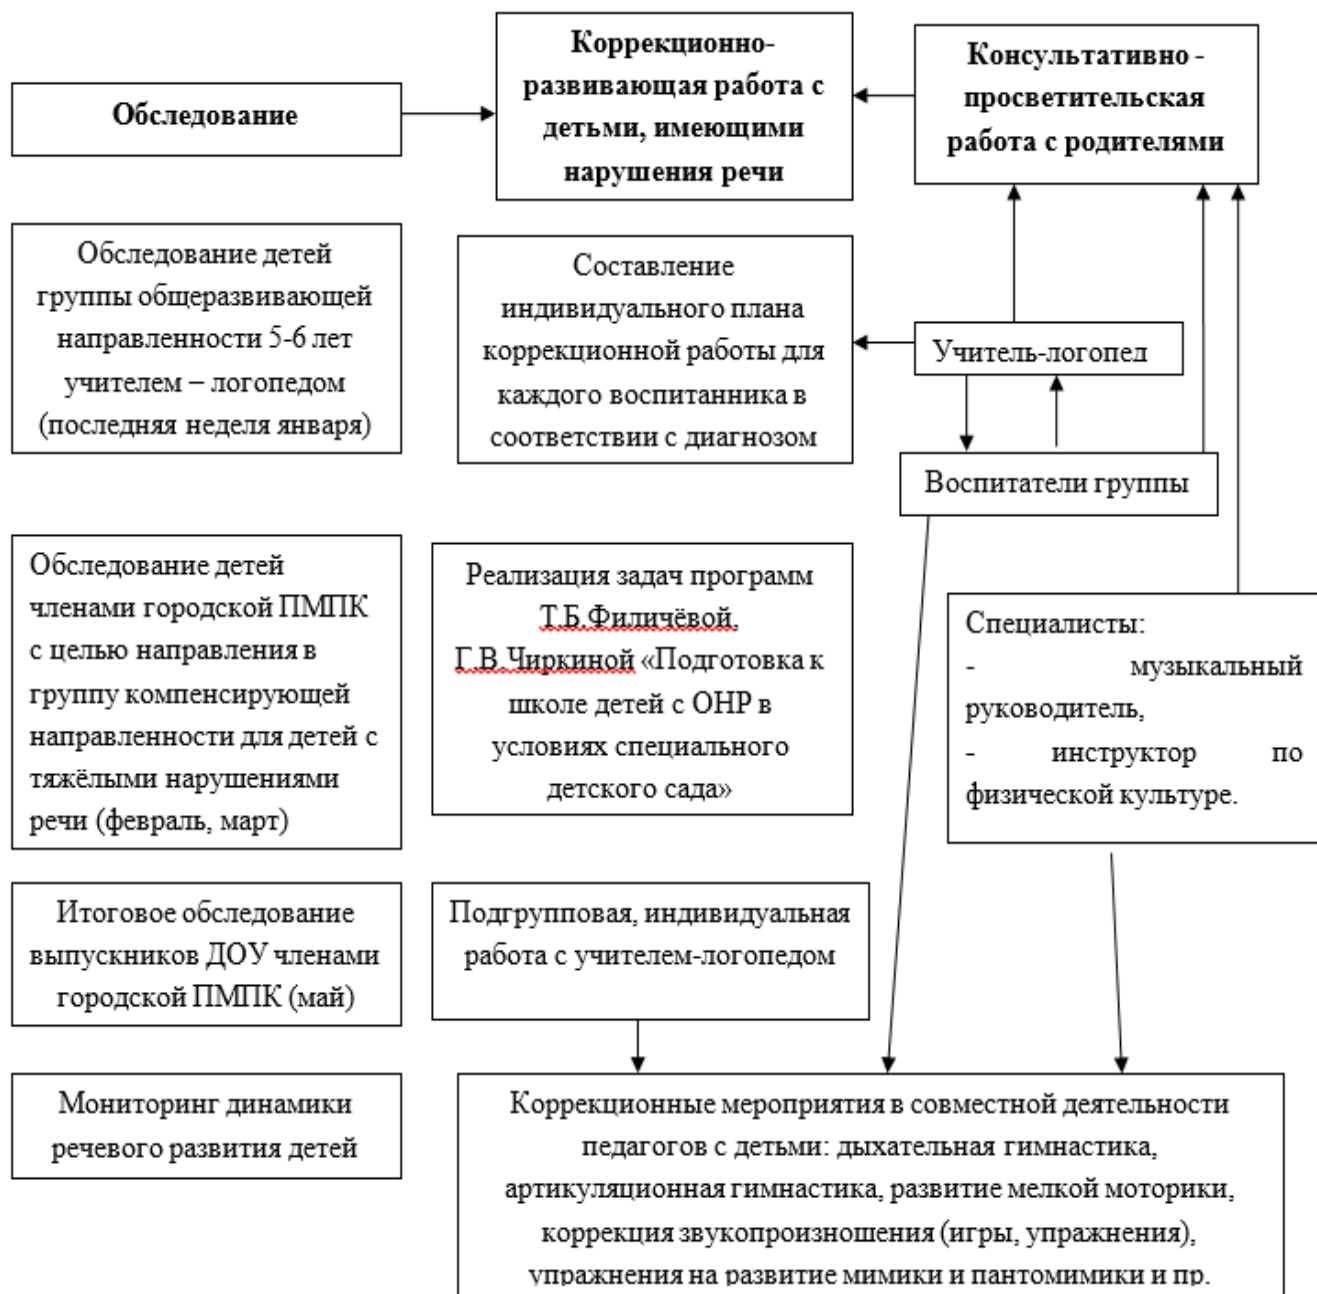 Обследование
Коррекционно-
развивающая работа с
детьми, имеющими
нарушения речи
Консультативно -
просветительская
работа с родителями
Обследование детей
группы общеразвивающей
направленности 5-6 лет
учителем – логопедом
(последняя неделя января)
Составление
индивидуального плана
коррекционной работы для
каждого воспитанника в
соответствии с диагнозом
Учитель-логопед
Воспитатели группы
Обследование детей
членами городской ПМПК
с целью направления в
группу компенсирующей
направленности для детей с
тяжёлыми нарушениями
речи (февраль, март)
Реализация задач программ
Т.Б.Филичёвой,
Г.В.Чиркиной «Подготовка к
школе детей с ОНР в
условиях специального
детского сада»
Специалисты:
- музыкальный
руководитель,
- инструктор по
физической культуре.
Итоговое обследование
выпускников ДОУ членами
городской ПМПК (май)
Подгрупповая, индивидуальная
работа с учителем-логопедом
Мониторинг динамики
речевого развития детей
Коррекционные мероприятия в совместной деятельности
педагогов с детьми: дыхательная гимнастика,
артикуляционная гимнастика, развитие мелкой моторики,
коррекция звукопроизношения (игры, упражнения),
упражнения на развитие мимики и пантомимики и пр.